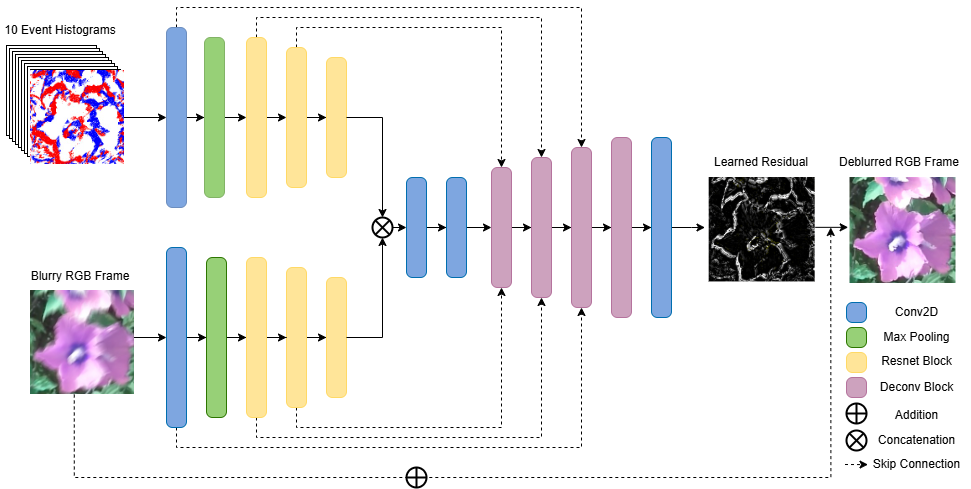 10 Event Histograms
Blurry RGB Frame
Learned Residual
Deblurred RGB Frame
Conv2D
Max Pooling
Resnet Block
Deconv Block
Addition
Concatenation
Skip Connection